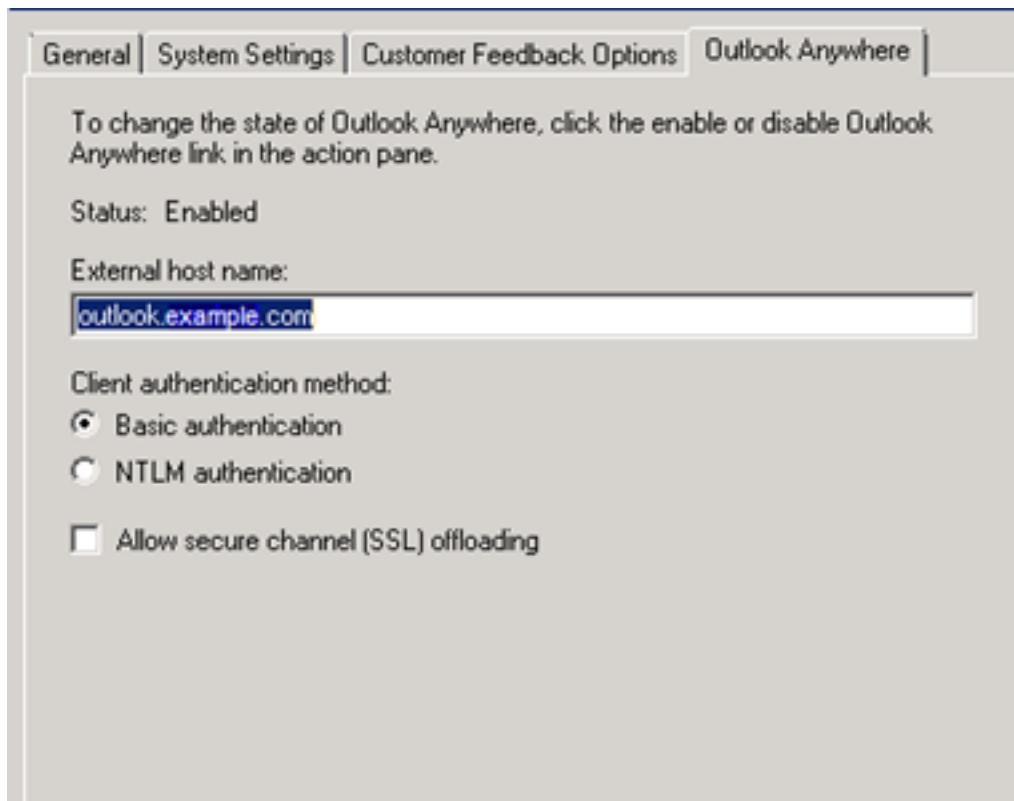 General System Settings Customer Feedback Options Outlook Anywhere
To change the state of Outlook Anywhere, click the enable or disable Outlook
Anywhere link in the action pane.
Status: Enabled
External host name:
outlook.example.com
Client authentication method:
Basic authentication
NTLM authentication
Allow secure channel (SSL) offloading